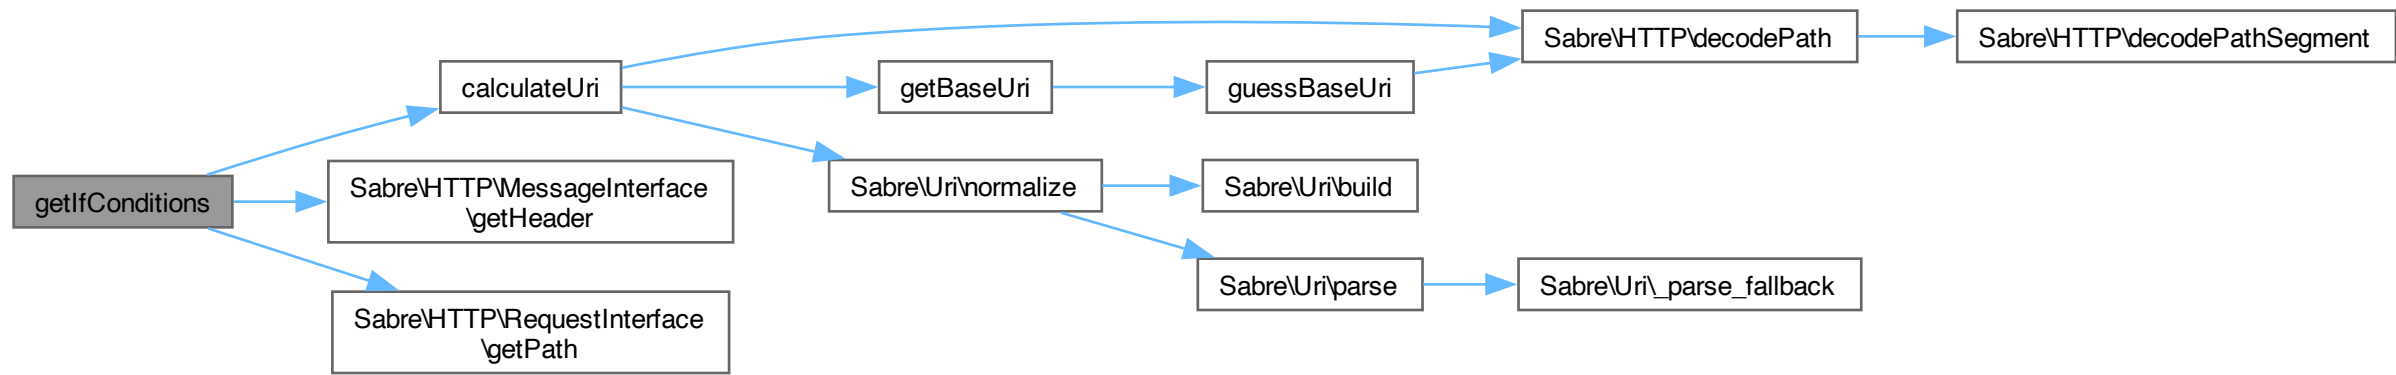 getIfConditions
calculateUri
Sabre\HTTP\MessageInterface
\getHeader
Sabre\HTTP\RequestInterface
\getPath
getBaseUri
guessBaseUri
Sabre\HTTP\decodePath
Sabre\HTTP\decodePathSegment
Sabre\Uri\normalize
Sabre\Uri\build
Sabre\Uri\parse
Sabre\Uri\_parse_fallback